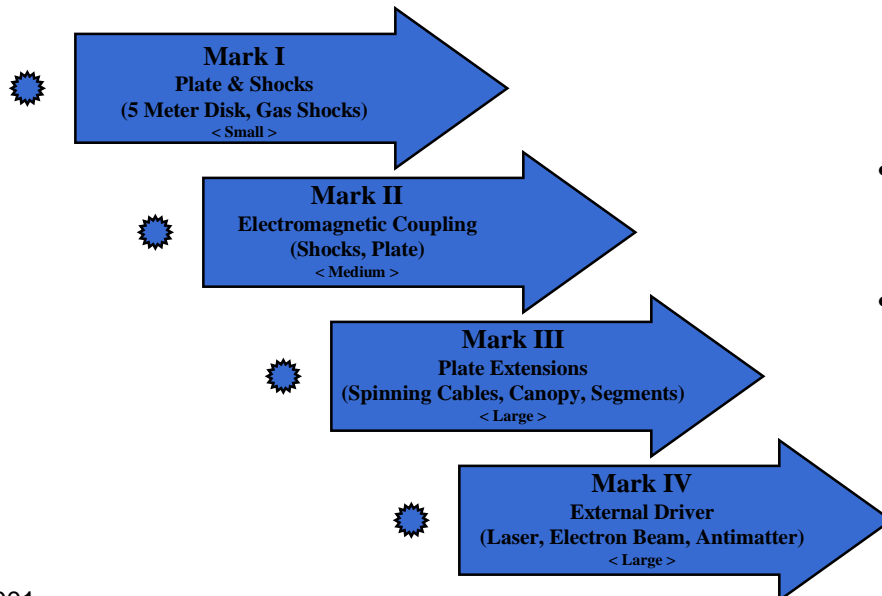 Mark I
Plate & Shocks
(5 Meter Disk, Gas Shocks)
< Small >
Mark II
Electromagnetic Coupling
(Shocks, Plate)
< Medium >
Mark III
Plate Extensions
(Spinning Cables, Canopy, Segments)
< Large >
Mark IV
External Driver
(Laser, Electron Beam, Antimatter)
< Large >